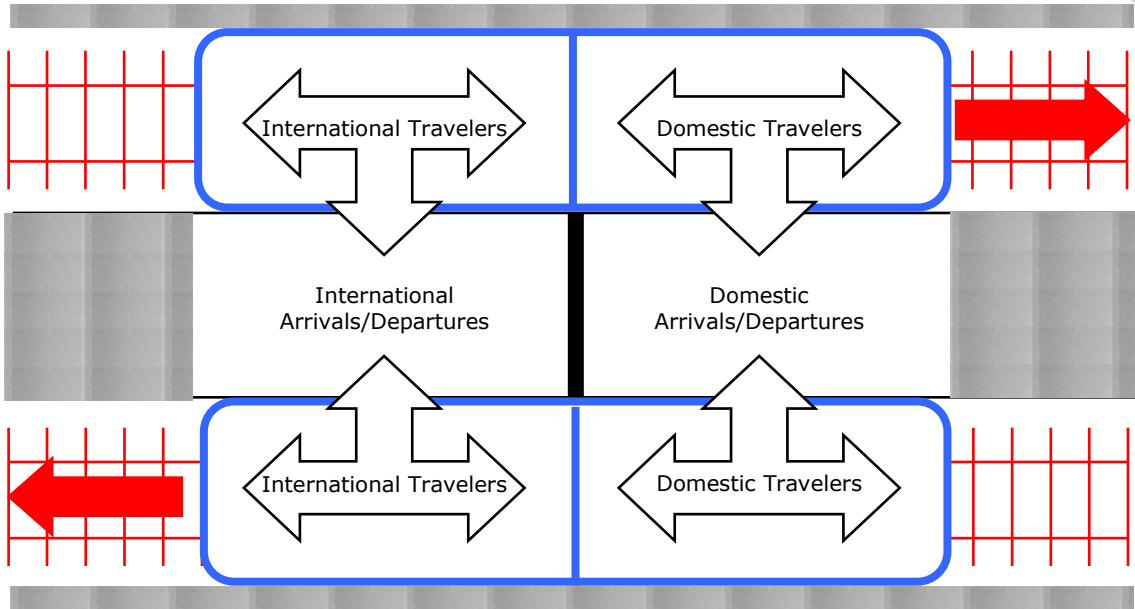 International Travelers
Domestic Travelers
International
Arrivals/Departures
Domestic
Arrivals/Departures
International Travelers
Domestic Travelers